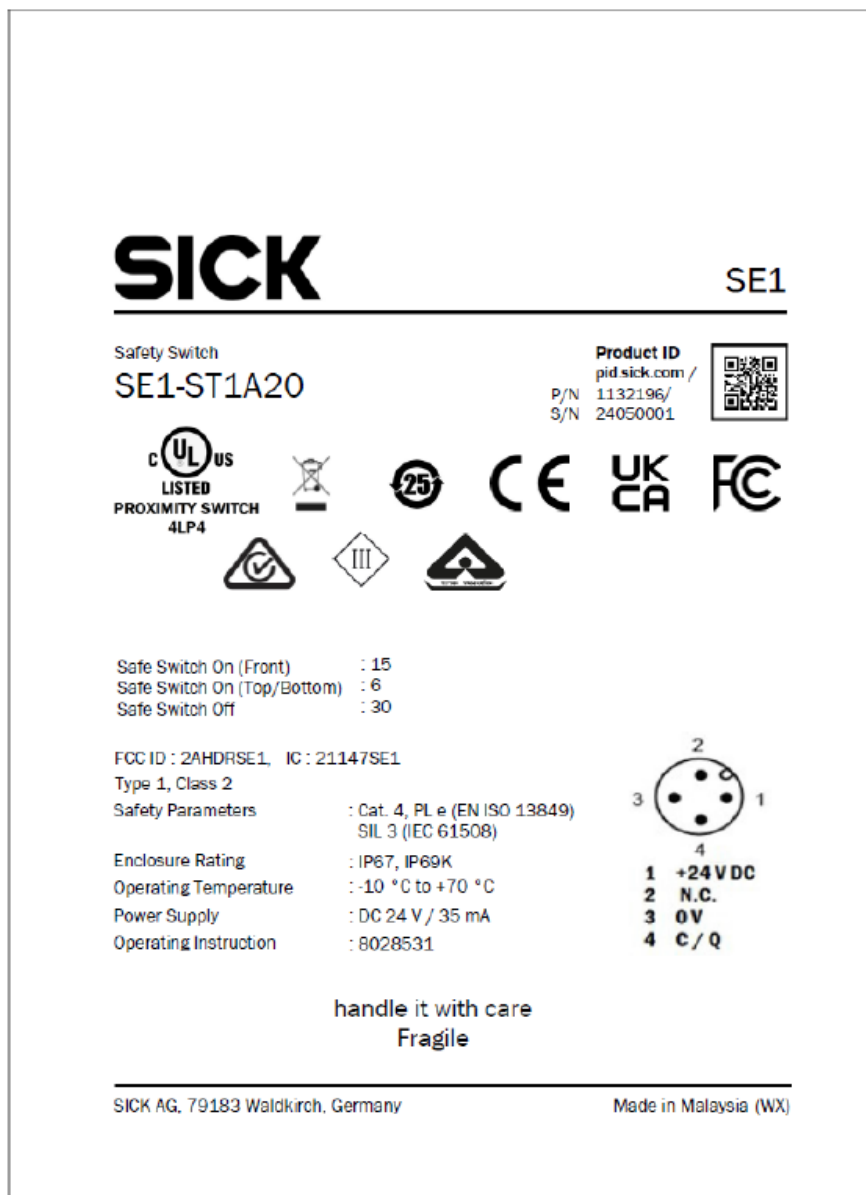 SICK
SE1
Safety Switch
SE1-ST1A20
Product ID
pid.sick.com /
P/N 1132196/
S/N 24050001
C UL US
LISTED
PROXIMITY SWITCH
4LP4
25
CE
UK
CA
FC
III
Safe Switch On (Front) : 15
Safe Switch On (Top/Bottom) : 6
Safe Switch Off : 30
FCC ID : 2AHDRSE1, IC : 21147SE1
Type 1, Class 2
Safety Parameters : Cat. 4, PL e (EN ISO 13849)
SIL 3 (IEC 61508)
Enclosure Rating : IP67, IP69K
Operating Temperature : -10 °C to +70 °C
Power Supply : DC 24 V / 35 mA
Operating Instruction : 8028531
2
3 1
4
1 +24 V DC
2 N.C.
3 0 V
4 C / Q
handle it with care
Fragile
SICK AG, 79183 Waldkirch, Germany
Made in Malaysia (WX)